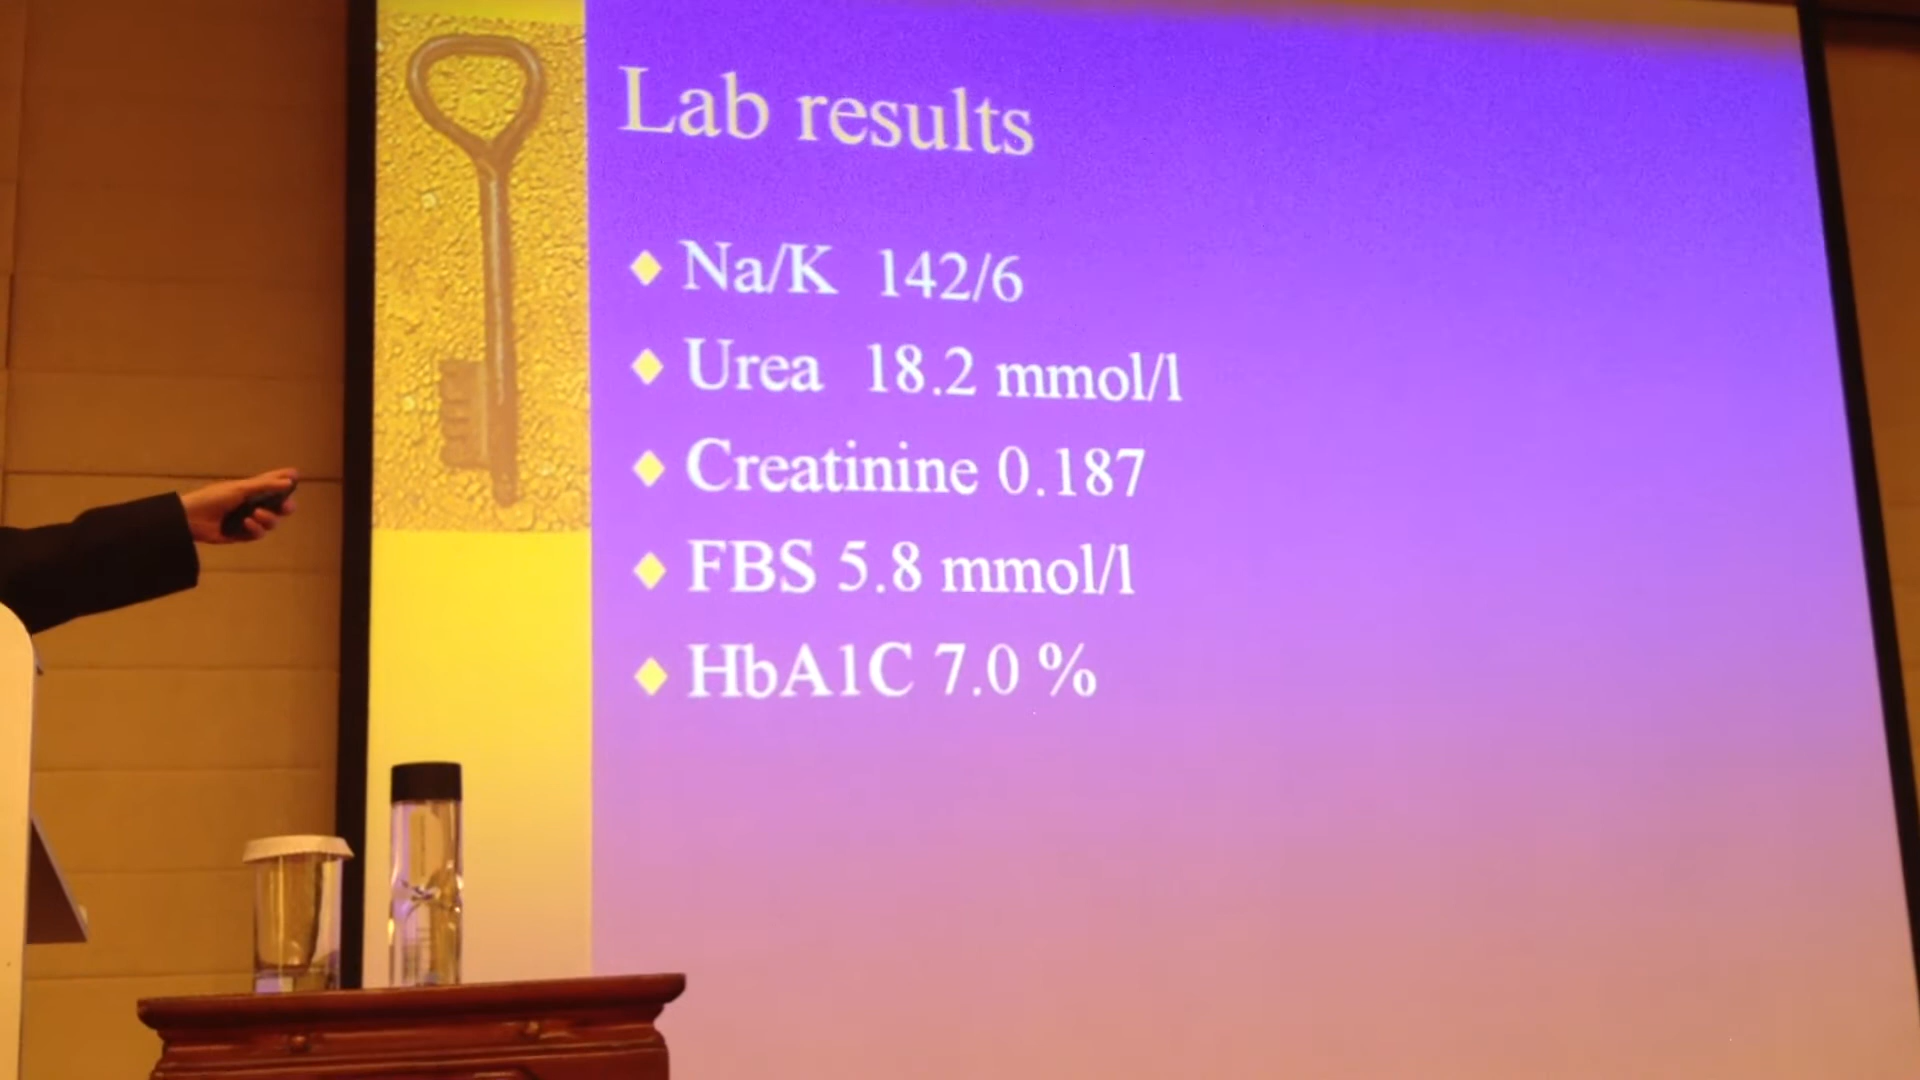 Lab results
Na/K 142/6
Urea 18.2 mmol/l
Creatinine 0.187
FBS 5.8 mmol/l
HbA1C 7.0 %